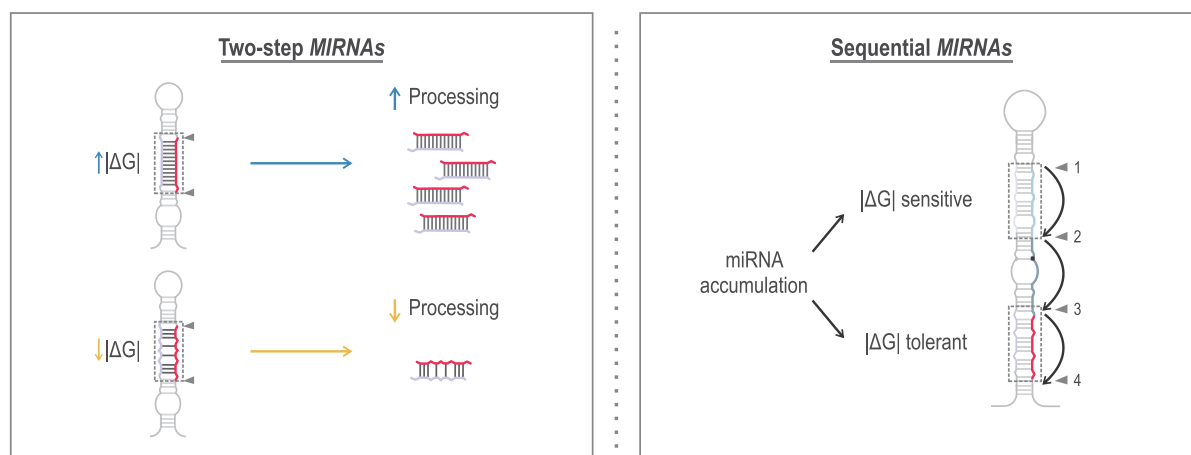 Two-step MIRNAs
↑ Processing
↑|ΔG|
↓ Processing
↓|ΔG|
Sequential MIRNAs
1
|ΔG| sensitive
2
miRNA
accumulation
3
|ΔG| tolerant
4